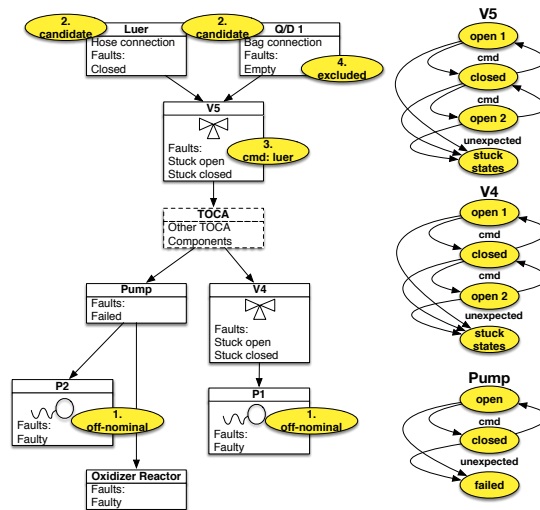 2.
candidate
Luer
Hose connection
Faults:
Closed
2.
candidate
Q/D 1
Bag connection
Faults:
Empty
4.
excluded
V5
Faults:
Stuck open
Stuck closed
3.
cmd: luer
TOCA
Other TOCA
Components
Pump
Faults:
Failed
V4
Faults:
Stuck open
Stuck closed
P2
Faults:
Faulty
1.
off-nominal
P1
Faults:
Faulty
1.
off-nominal
Oxidizer Reactor
Faults:
Faulty
V5
open 1
cmd
closed
cmd
open 2
unexpected
stuck
states
V4
open 1
cmd
closed
cmd
open 2
unexpected
stuck
states
Pump
open
cmd
closed
unexpected
failed